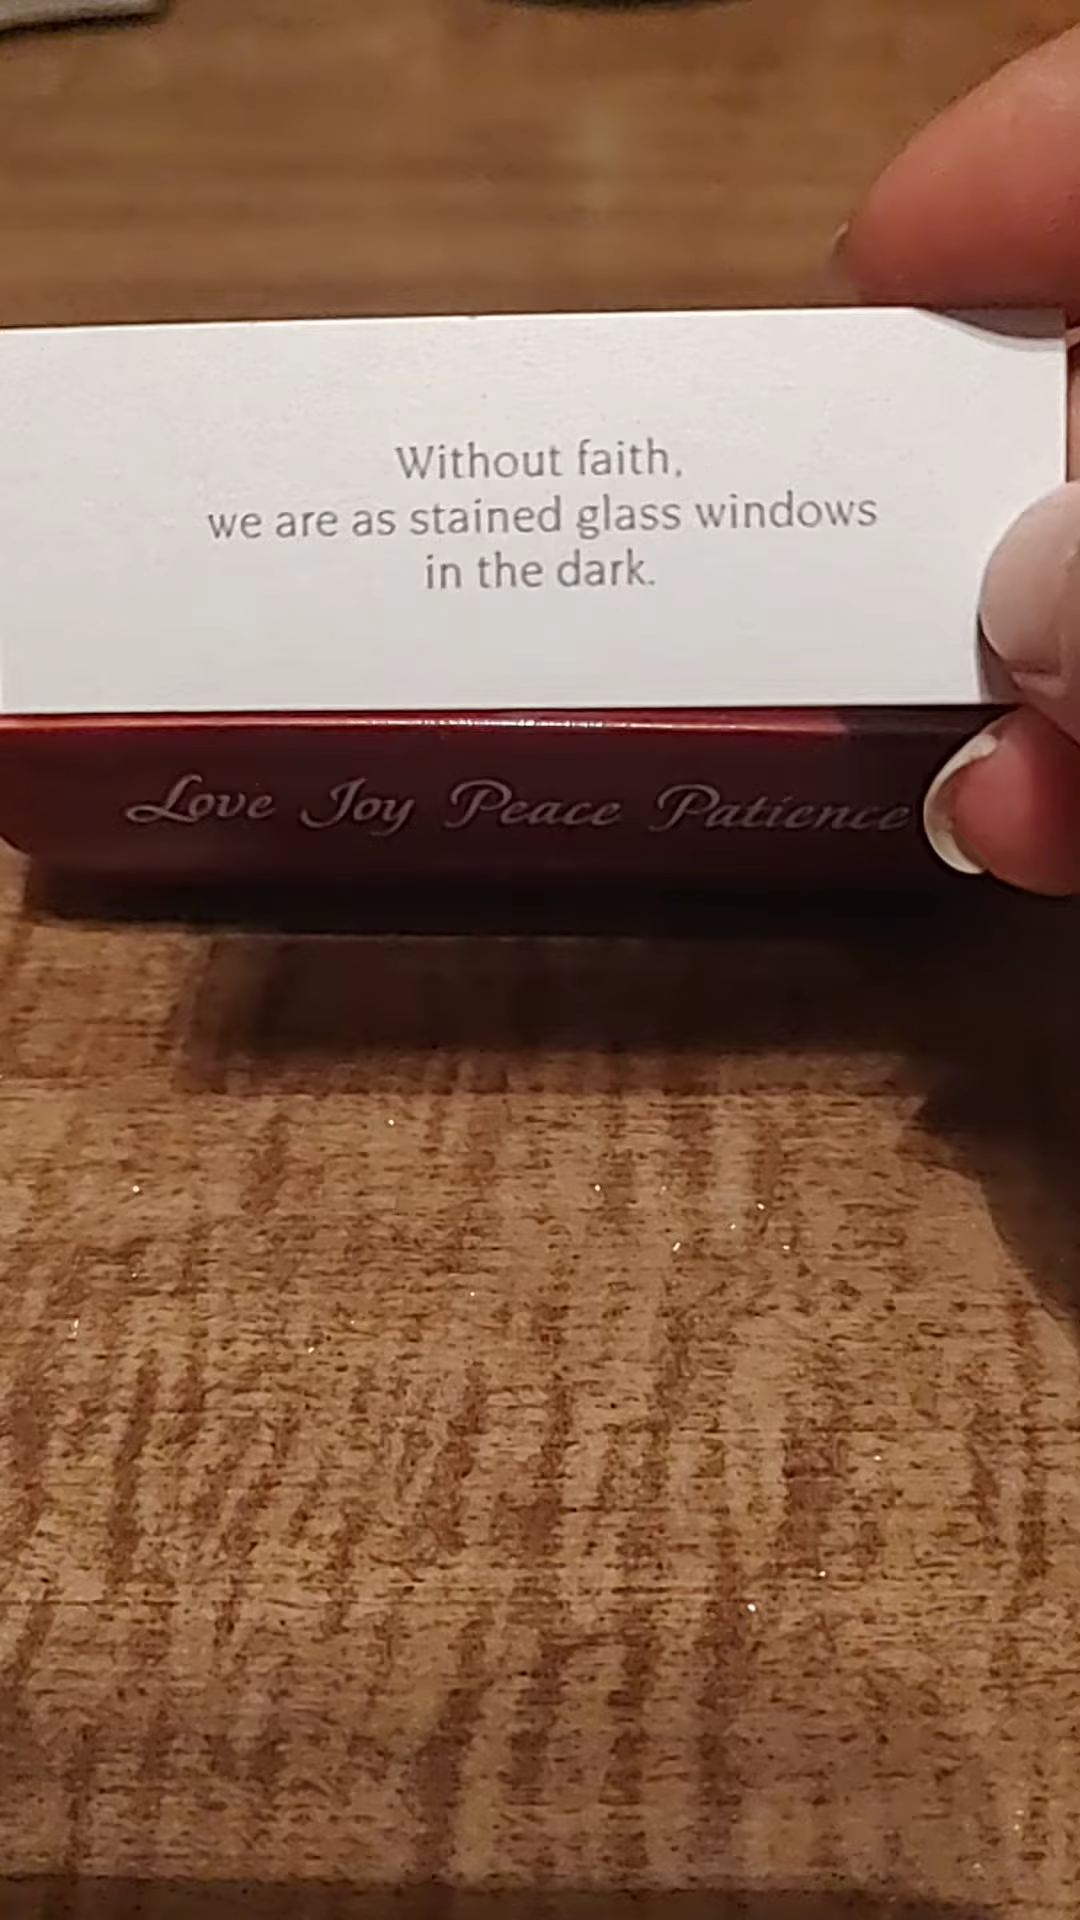 Without faith,
we are as stained glass windows
in the dark.
Love Joy Peace Patience